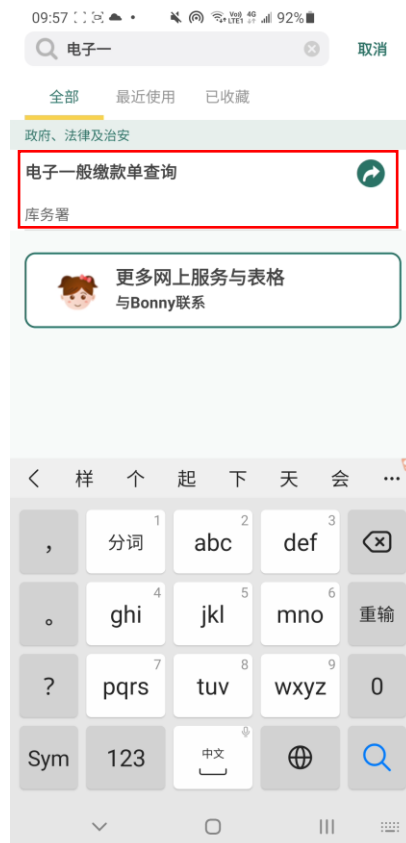 09:57 Vo)) 4G LTE1 92%
电子一 取消
全部 最近使用 已收藏
政府、法律及治安
电子一般缴款单查询
库务署
更多网上服务与表格
与Bonny联系
样 个 起 下 天 会 ...
， 分词 1 abc 2 def 3
。 ghi 4 jkl 5 mno 6 重输
? pqrs 7 tuv 8 wxyz 9 0
Sym 123 中文